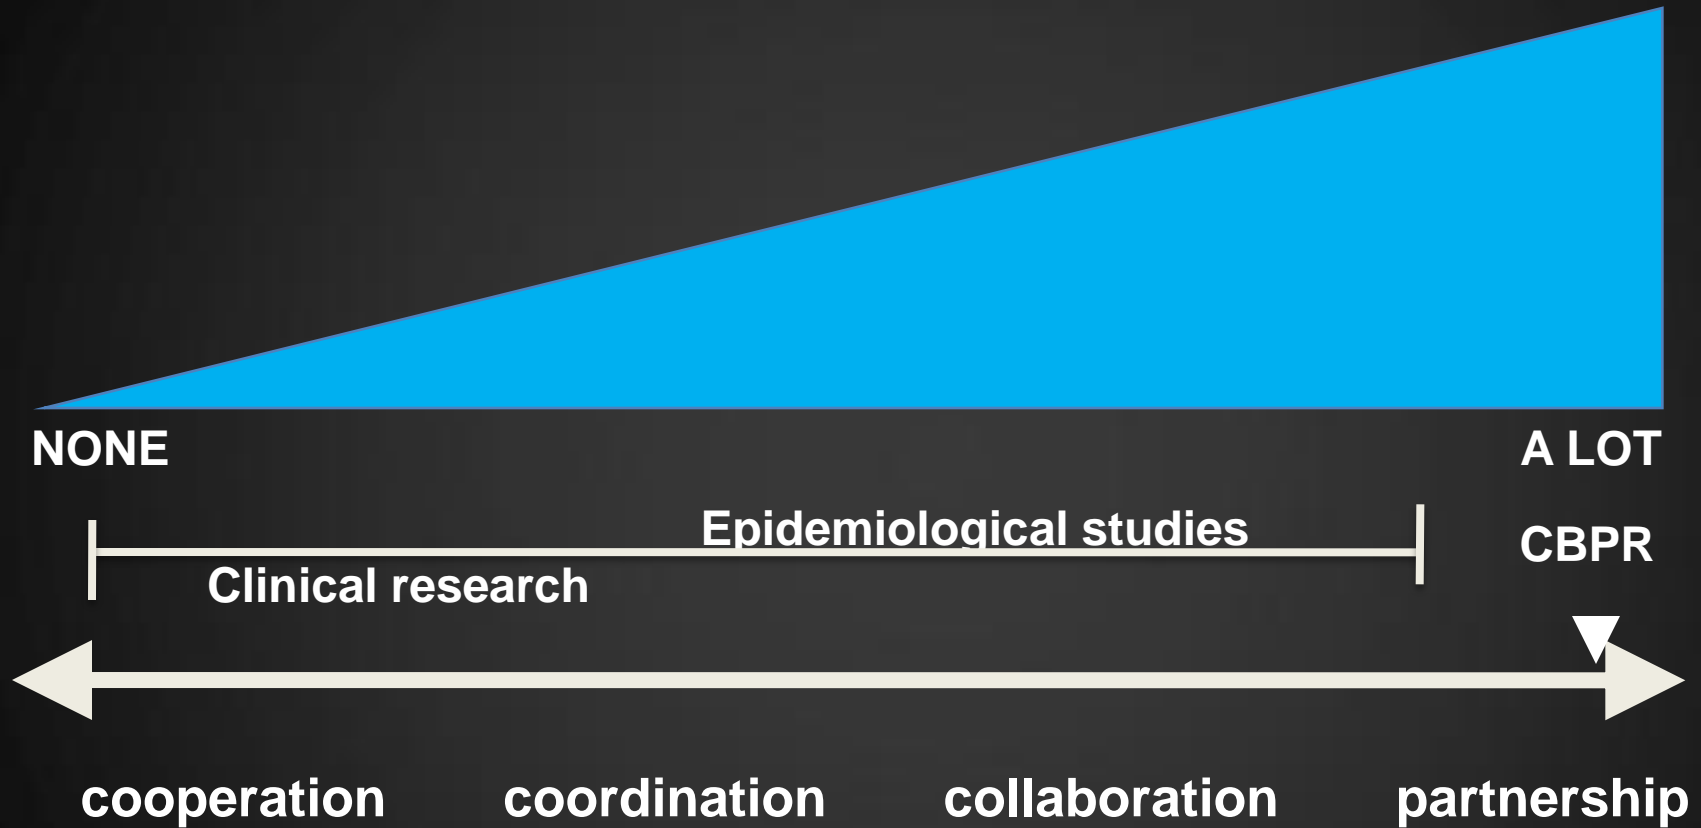 NONE
A LOT
Epidemiological studies
CBPR
Clinical research
cooperation
coordination
collaboration
partnership